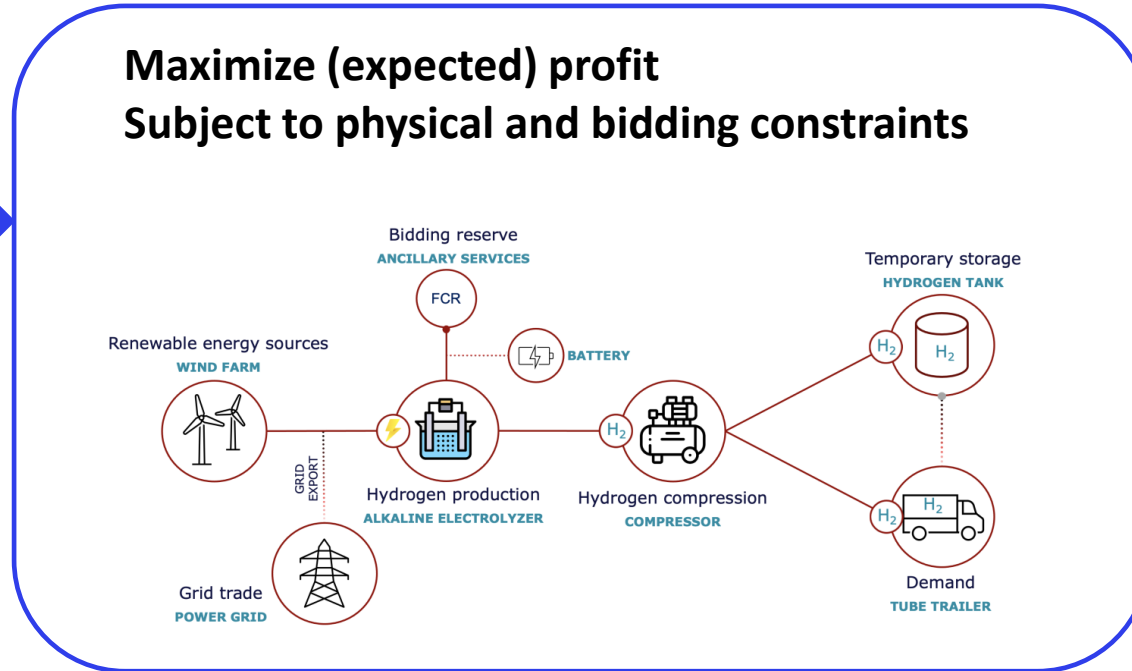 Maximize (expected) profit
Subject to physical and bidding constraints
Bidding reserve
ANCILLARY SERVICES
FCR
Temporary storage
HYDROGEN TANK
Renewable energy sources
WIND FARM
BATTERY
H₂
H₂
GRID
EXPORT
H₂
Hydrogen production
ALKALINE ELECTROLYZER
Hydrogen compression
COMPRESSOR
H₂
H₂
Grid trade
POWER GRID
Demand
TUBE TRAILER